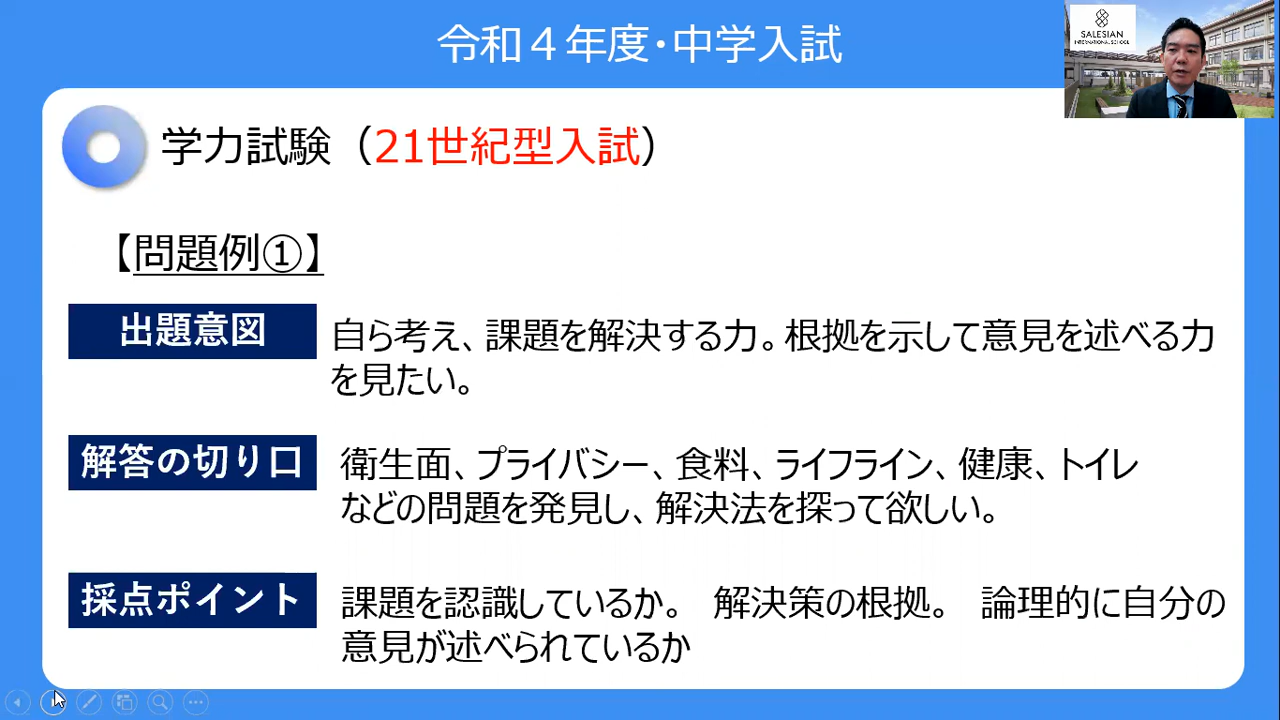 令和４年度・中学入試
SALESIAN
INTERNATIONAL SCHOOL
学力試験（21世紀型入試）
【問題例①】
出題意図
自ら考え、課題を解決する力。根拠を示して意見を述べる力
を見たい。
解答の切り口
衛生面、プライバシー、食料、ライフライン、健康、トイレ
などの問題を発見し、解決法を探って欲しい。
採点ポイント
課題を認識しているか。　解決策の根拠。　論理的に自分の
意見が述べられているか